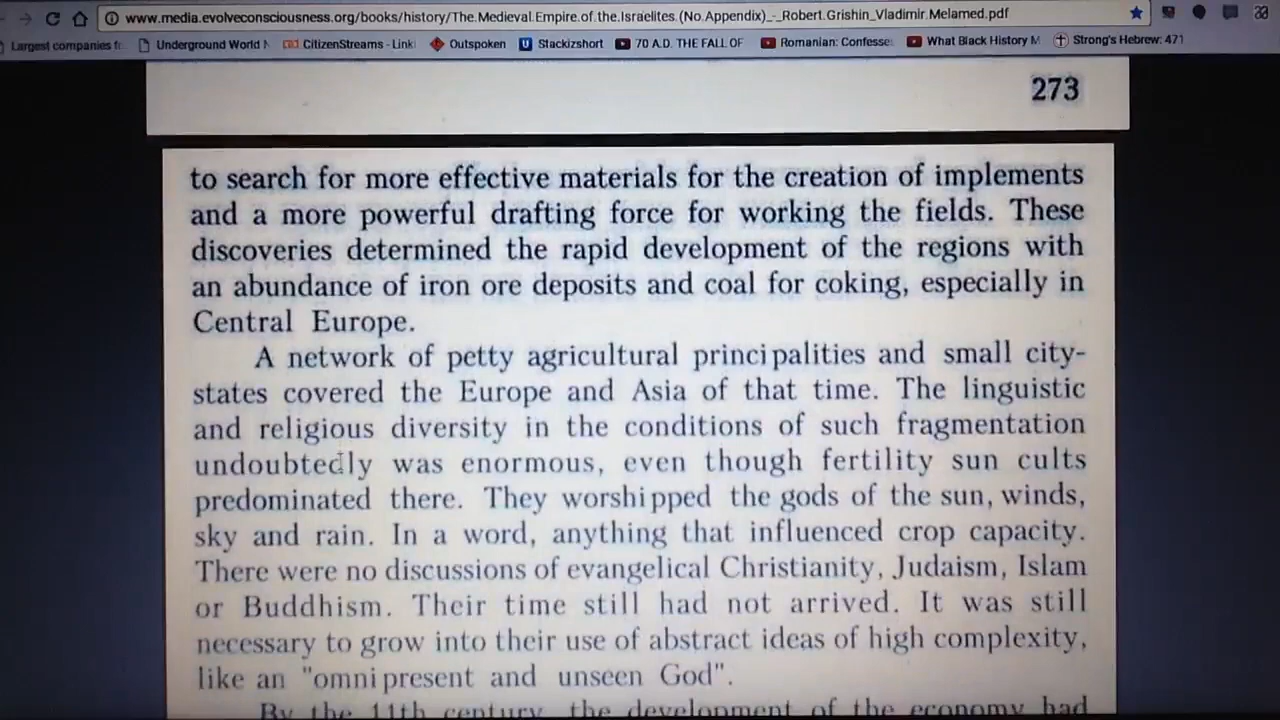 www.media.evolveconsciousness.org/books/history/The.Medieval.Empire.of.the.Israelites.(No.Appendix)_-_Robert.Grishin_Vladimir.Melamed.pdf
Largest companies fr Underground World N CitizenStreams - Link Outspoken Stackizshort 70 A.D. THE FALL OF Romanian: Confesse What Black History M Strong's Hebrew: 471
273
to search for more effective materials for the creation of implements
and a more powerful drafting force for working the fields. These
discoveries determined the rapid development of the regions with
an abundance of iron ore deposits and coal for coking, especially in
Central Europe.
A network of petty agricultural principalities and small city-
states covered the Europe and Asia of that time. The linguistic
and religious diversity in the conditions of such fragmentation
undoubtedly was enormous, even though fertility sun cults
predominated there. They worshipped the gods of the sun, winds,
sky and rain. In a word, anything that influenced crop capacity.
There were no discussions of evangelical Christianity, Judaism, Islam
or Buddhism. Their time still had not arrived. It was still
necessary to grow into their use of abstract ideas of high complexity,
like an "omnipresent and unseen God".
By the 11th century, the development of the economy had